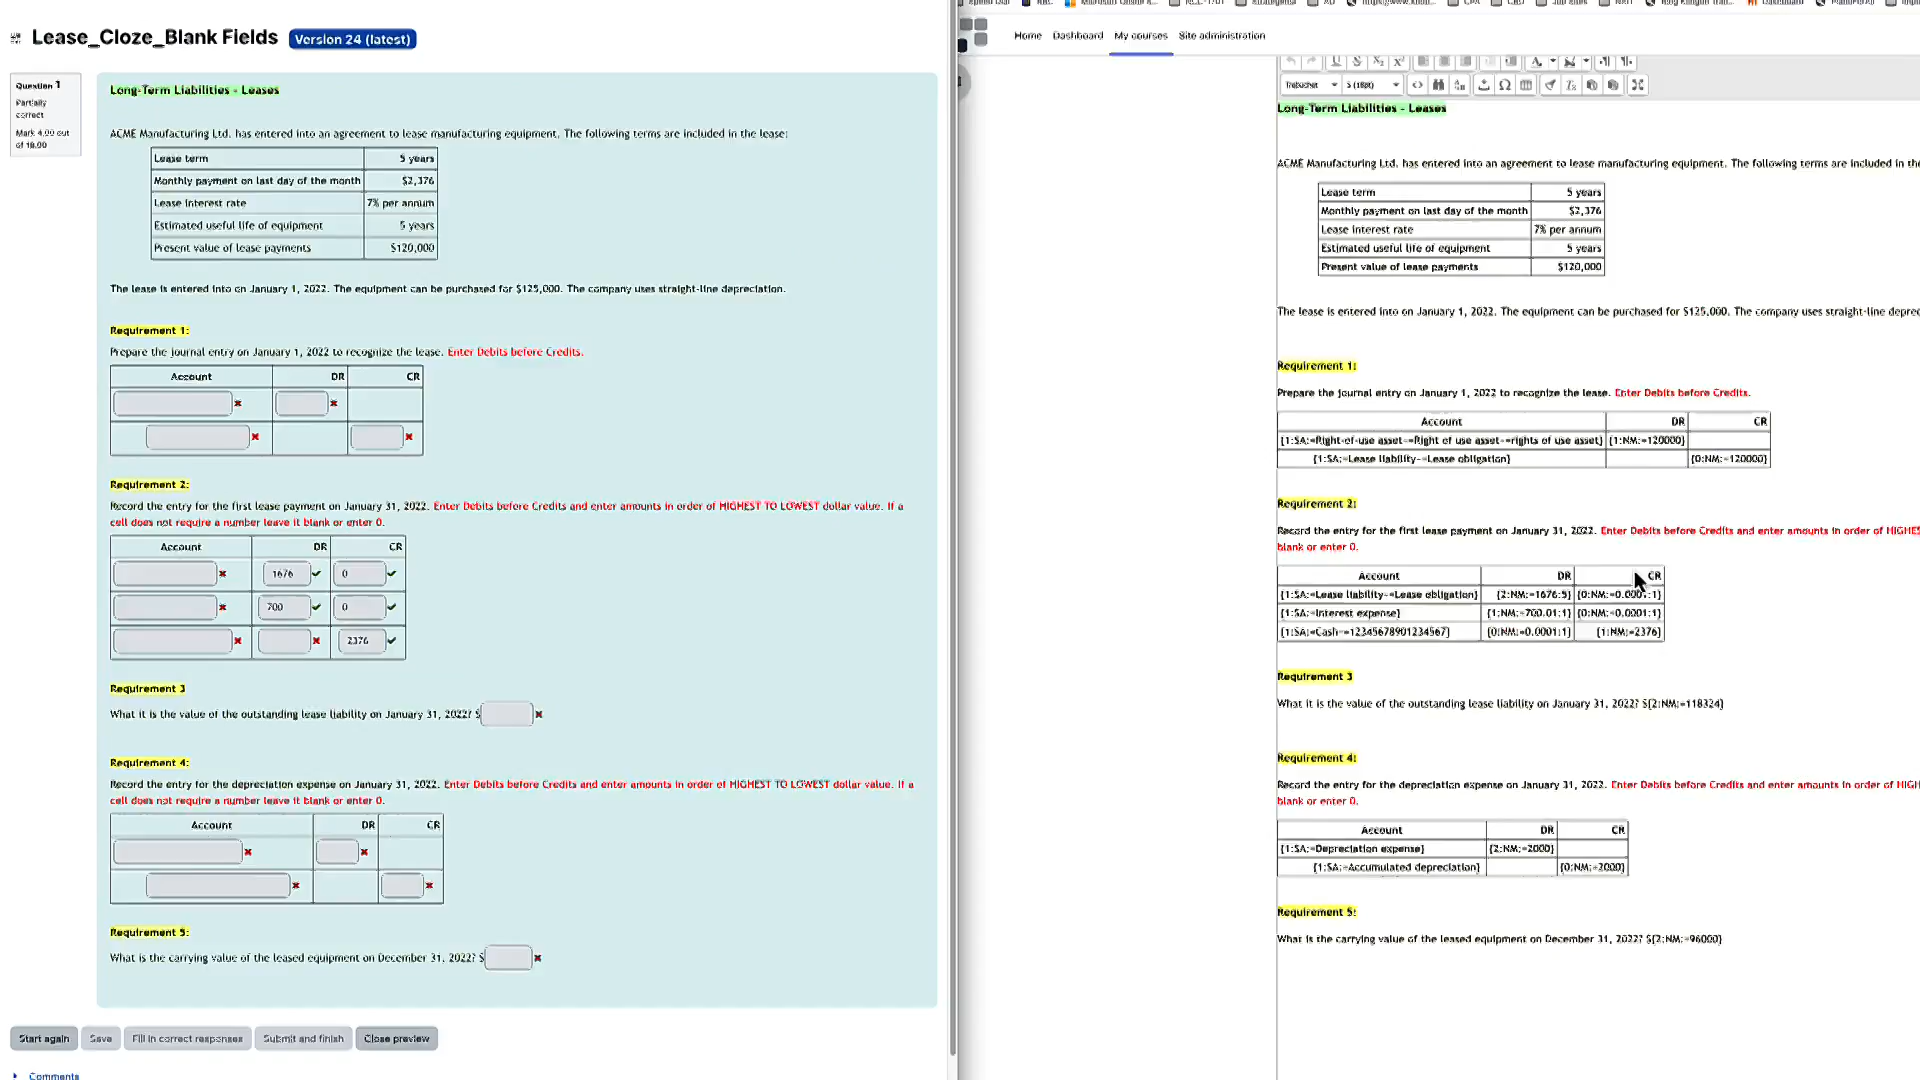 Lease_Cloze_Blank Fields Version 24 (latest)
Question 1
Partially
correct
Mark 4.00 out
of 18.00
Long-Term Liabilities - Leases
ACME Manufacturing Ltd. has entered into an agreement to lease manufacturing equipment. The following terms are included in the lease:
Lease term 5 years
Monthly payment on last day of the month $2,376
Lease interest rate 7% per annum
Estimated useful life of equipment 5 years
Present value of lease payments $120,000
The lease is entered into on January 1, 2022. The equipment can be purchased for $125,000. The company uses straight-line depreciation.
Requirement 1:
Prepare the journal entry on January 1, 2022 to recognize the lease. Enter Debits before Credits.
Account DR CR
Requirement 2:
Record the entry for the first lease payment on January 31, 2022. Enter Debits before Credits and enter amounts in order of HIGHEST TO LOWEST dollar value. If a
cell does not require a number leave it blank or enter 0.
Account DR CR
1676 0
700 0
2376
Requirement 3
What it is the value of the outstanding lease liability on January 31, 2022? $
Requirement 4:
Record the entry for the depreciation expense on January 31, 2022. Enter Debits before Credits and enter amounts in order of HIGHEST TO LOWEST dollar value. If a
cell does not require a number leave it blank or enter 0.
Account DR CR
Requirement 5:
What is the carrying value of the leased equipment on December 31, 2022? $
Start again Save Fill in correct responses Submit and finish Close preview
Comments
Home Dashboard My courses Site administration
Trebuchet 3 (18pt)
Long-Term Liabilities - Leases
ACME Manufacturing Ltd. has entered into an agreement to lease manufacturing equipment. The following terms are included in the
Lease term 5 years
Monthly payment on last day of the month $2,376
Lease interest rate 7% per annum
Estimated useful life of equipment 5 years
Present value of lease payments $120,000
The lease is entered into on January 1, 2022. The equipment can be purchased for $125,000. The company uses straight-line deprec
Requirement 1:
Prepare the journal entry on January 1, 2022 to recognize the lease. Enter Debits before Credits.
Account DR CR
{1:SA:=Right-of-use asset~=Right of use asset~=rights of use asset} {1:NM:=120000}
{1:SA:=Lease liability~=Lease obligation} {0:NM:=120000}
Requirement 2:
Record the entry for the first lease payment on January 31, 2022. Enter Debits before Credits and enter amounts in order of HIGHES
blank or enter 0.
Account DR CR
{1:SA:=Lease liability~=Lease obligation} {2:NM:=1676:5} {0:NM:=0.0001:1}
{1:SA:=Interest expense} {1:NM:=700.01:1} {0:NM:=0.0001:1}
{1:SA:=Cash~=12345678901234567} {0:NM:=0.0001:1} {1:NM:=2376}
Requirement 3
What it is the value of the outstanding lease liability on January 31, 2022? ${2:NM:=118324}
Requirement 4:
Record the entry for the depreciation expense on January 31, 2022. Enter Debits before Credits and enter amounts in order of HIGH
blank or enter 0.
Account DR CR
{1:SA:=Depreciation expense} {2:NM:=2000}
{1:SA:=Accumulated depreciation} {0:NM:=2000}
Requirement 5:
What is the carrying value of the leased equipment on December 31, 2022? ${2:NM:=96000}